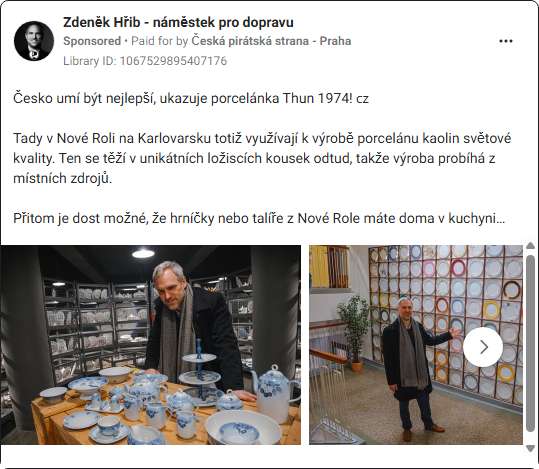 Zdeněk Hřib - náměstek pro dopravu
Sponsored • Paid for by Česká pirátská strana - Praha
Library ID: 1067529895407176
Česko umí být nejlepší, ukazuje porcelánka Thun 1974! cz
Tady v Nové Roli na Karlovarsku totiž využívají k výrobě porcelánu kaolin světové
kvality. Ten se těží v unikátních ložiscích kousek odtud, takže výroba probíhá z
místních zdrojů.
Přitom je dost možné, že hrníčky nebo talíře z Nové Role máte doma v kuchyni...